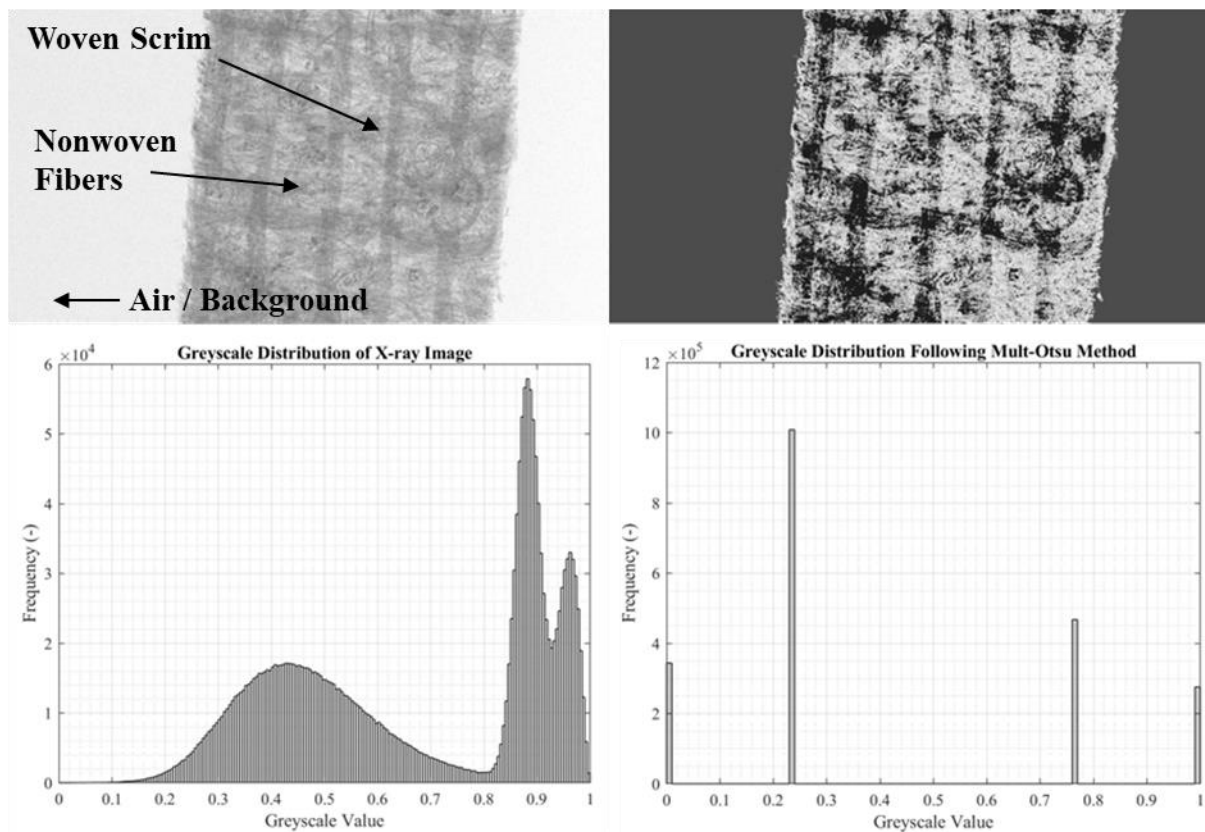 Woven Scrim
Nonwoven
Fibers
Air / Background
Greyscale Distribution of X-ray Image
×10⁴
6
5
4
3
2
1
0
Frequency (-)
0 0.1 0.2 0.3 0.4 0.5 0.6 0.7 0.8 0.9 1
Greyscale Value
Greyscale Distribution Following Mult-Otsu Method
×10⁵
12
10
8
6
4
2
0
Frequency (-)
0 0.1 0.2 0.3 0.4 0.5 0.6 0.7 0.8 0.9 1
Greyscale Value